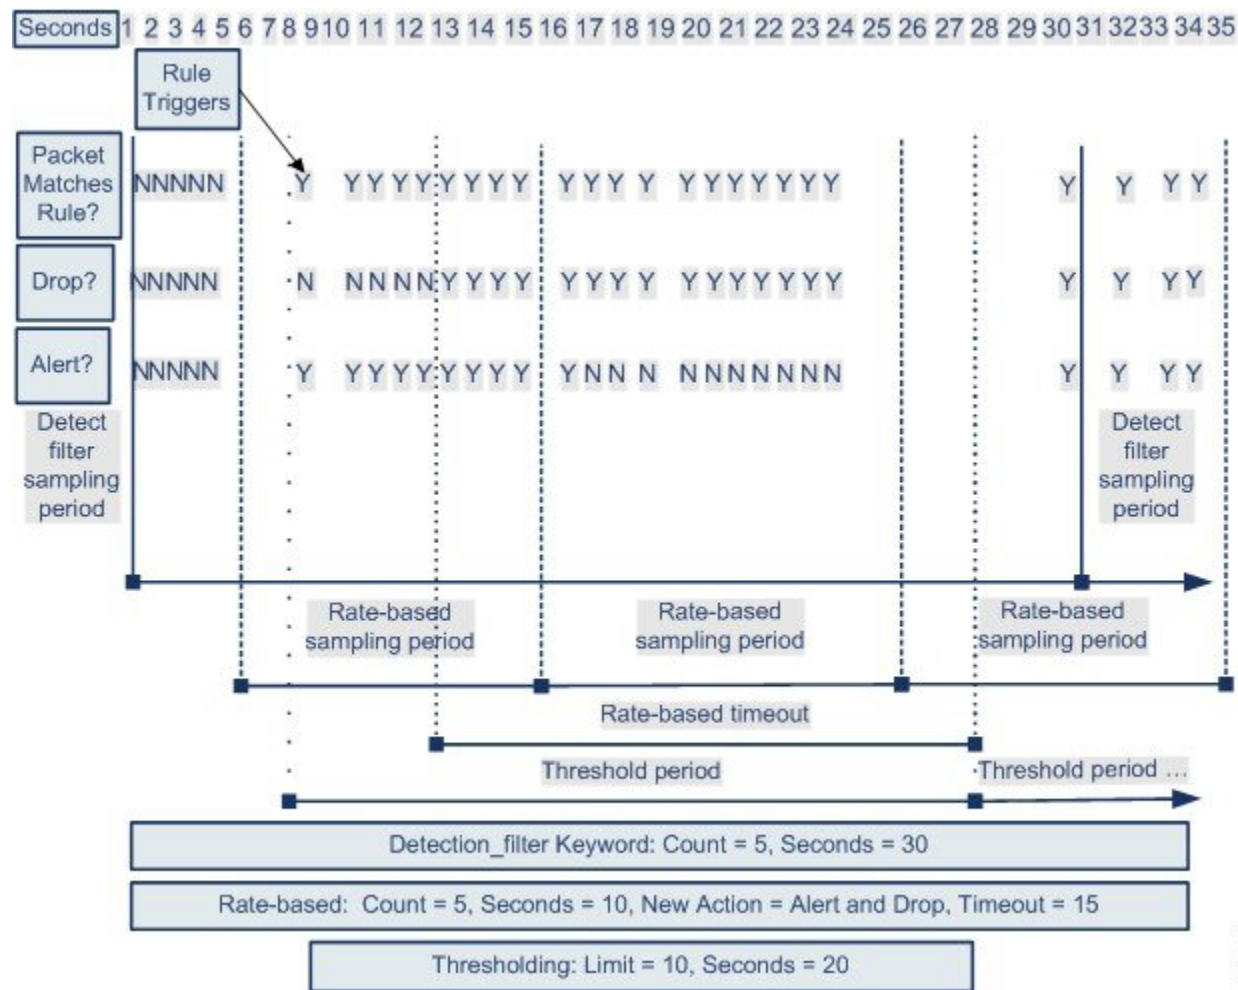 Seconds 1 2 3 4 5 6 7 8 9 10 11 12 13 14 15 16 17 18 19 20 21 22 23 24 25 26 27 28 29 30 31 32 33 34 35
Rule
Triggers
Packet
Matches
Rule?
NNNNN Y YYYYYYYY YYY Y YYYYYYY Y Y Y Y
Drop?
NNNNN N NNNNYYYY YYY Y YYYYYYY Y Y Y Y
Alert?
NNNNN Y YYYYYYYY YNN N NNNNNNN Y Y Y Y
Detect
filter
sampling
period
Detect
filter
sampling
period
Rate-based
sampling period
Rate-based
sampling period
Rate-based
sampling period
Rate-based timeout
Threshold period
Threshold period ...
Detection_filter Keyword: Count = 5, Seconds = 30
Rate-based: Count = 5, Seconds = 10, New Action = Alert and Drop, Timeout = 15
Thresholding: Limit = 10, Seconds = 20